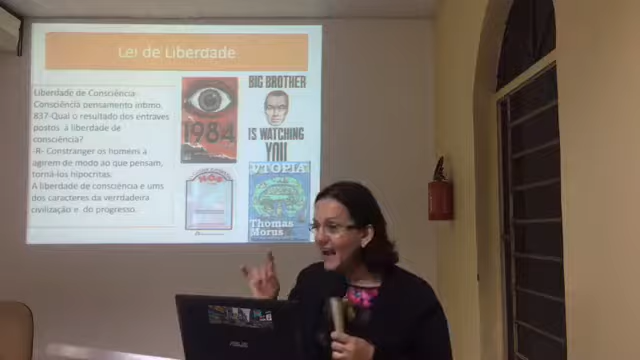 Lei de Liberdade
Liberdade de Consciência:
Consciência pensamento íntimo.
837-Qual o resultado dos entraves
postos à liberdade de
consciência?
-R- Constranger os homens a
agirem de modo ao que pensam,
torná-los hipócritas.
A liberdade de consciência e ums
dos caracteres da verrdadeira
civilização e do progresso.
1984
BIG BROTHER
IS WATCHING
YOU
UTOPIA
Thomas
Morus
ASUS